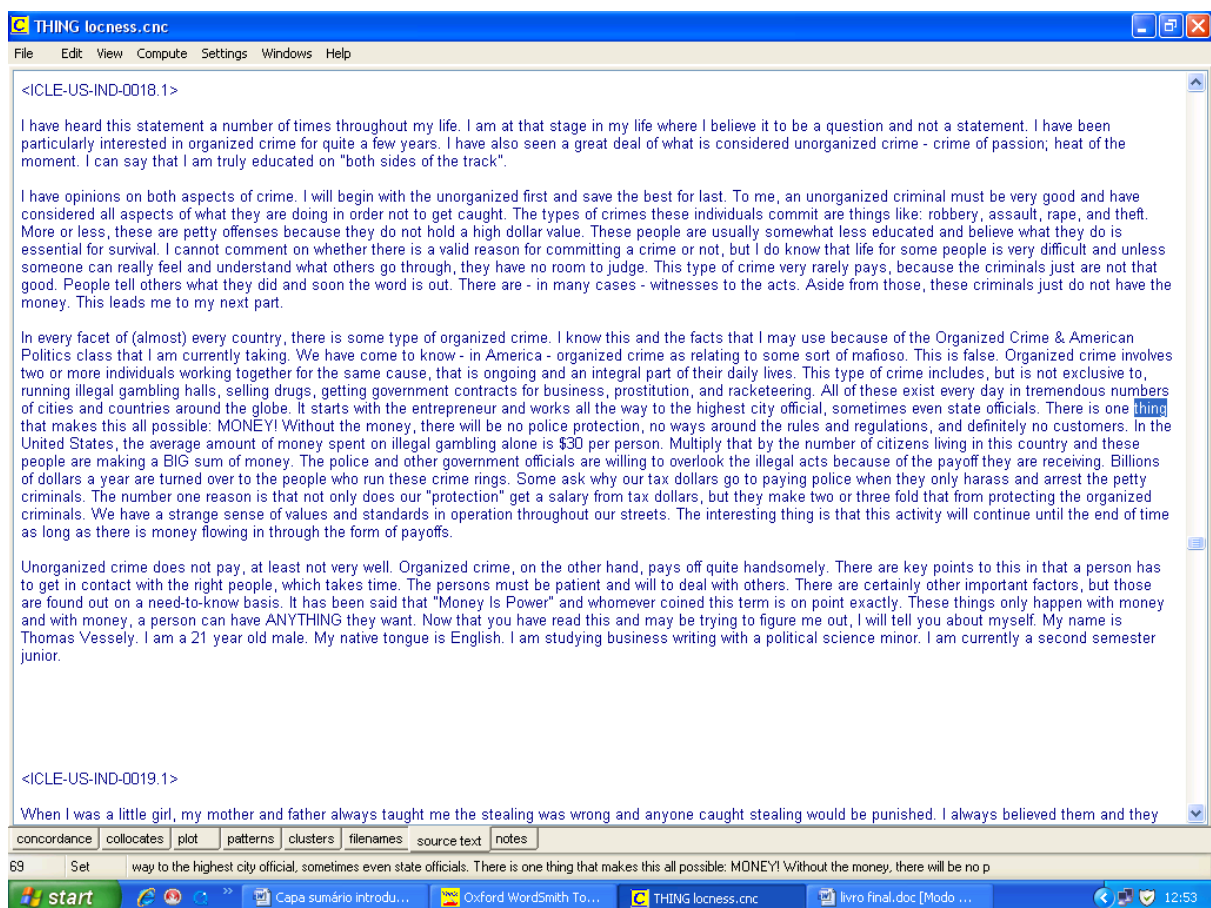 THING locness.cnc
File Edit View Compute Settings Windows Help
<ICLE-US-IND-0018.1>
I have heard this statement a number of times throughout my life. I am at that stage in my life where I believe it to be a question and not a statement. I have been
particularly interested in organized crime for quite a few years. I have also seen a great deal of what is considered unorganized crime - crime of passion; heat of the
moment. I can say that I am truly educated on "both sides of the track".
I have opinions on both aspects of crime. I will begin with the unorganized first and save the best for last. To me, an unorganized criminal must be very good and have
considered all aspects of what they are doing in order not to get caught. The types of crimes these individuals commit are things like: robbery, assault, rape, and theft.
More or less, these are petty offenses because they do not hold a high dollar value. These people are usually somewhat less educated and believe what they do is
essential for survival. I cannot comment on whether there is a valid reason for committing a crime or not, but I do know that life for some people is very difficult and unless
someone can really feel and understand what others go through, they have no room to judge. This type of crime very rarely pays, because the criminals just are not that
good. People tell others what they did and soon the word is out. There are - in many cases - witnesses to the acts. Aside from those, these criminals just do not have the
money. This leads me to my next part.
In every facet of (almost) every country, there is some type of organized crime. I know this and the facts that I may use because of the Organized Crime & American
Politics class that I am currently taking. We have come to know - in America - organized crime as relating to some sort of mafioso. This is false. Organized crime involves
two or more individuals working together for the same cause, that is ongoing and an integral part of their daily lives. This type of crime includes, but is not exclusive to,
running illegal gambling halls, selling drugs, getting government contracts for business, prostitution, and racketeering. All of these exist every day in tremendous numbers
of cities and countries around the globe. It starts with the entrepreneur and works all the way to the highest city official, sometimes even state officials. There is one thing
that makes this all possible: MONEY! Without the money, there will be no police protection, no ways around the rules and regulations, and definitely no customers. In the
United States, the average amount of money spent on illegal gambling alone is $30 per person. Multiply that by the number of citizens living in this country and these
people are making a BIG sum of money. The police and other government officials are willing to overlook the illegal acts because of the payoff they are receiving. Billions
of dollars a year are turned over to the people who run these crime rings. Some ask why our tax dollars go to paying police when they only harass and arrest the petty
criminals. The number one reason is that not only does our "protection" get a salary from tax dollars, but they make two or three fold that from protecting the organized
criminals. We have a strange sense of values and standards in operation throughout our streets. The interesting thing is that this activity will continue until the end of time
as long as there is money flowing in through the form of payoffs.
Unorganized crime does not pay, at least not very well. Organized crime, on the other hand, pays off quite handsomely. There are key points to this in that a person has
to get in contact with the right people, which takes time. The persons must be patient and will to deal with others. There are certainly other important factors, but those
are found out on a need-to-know basis. It has been said that "Money Is Power" and whomever coined this term is on point exactly. These things only happen with money
and with money, a person can have ANYTHING they want. Now that you have read this and may be trying to figure me out, I will tell you about myself. My name is
Thomas Vessely. I am a 21 year old male. My native tongue is English. I am studying business writing with a political science minor. I am currently a second semester
junior.
<ICLE-US-IND-0019.1>
When I was a little girl, my mother and father always taught me the stealing was wrong and anyone caught stealing would be punished. I always believed them and they
concordance collocates plot patterns clusters filenames source text notes
69 Set way to the highest city official, sometimes even state officials. There is one thing that makes this all possible: MONEY! Without the money, there will be no p
start Capa sumário introdu... Oxford WordSmith To... THING locness.cnc livro final.doc [Modo ... 12:53